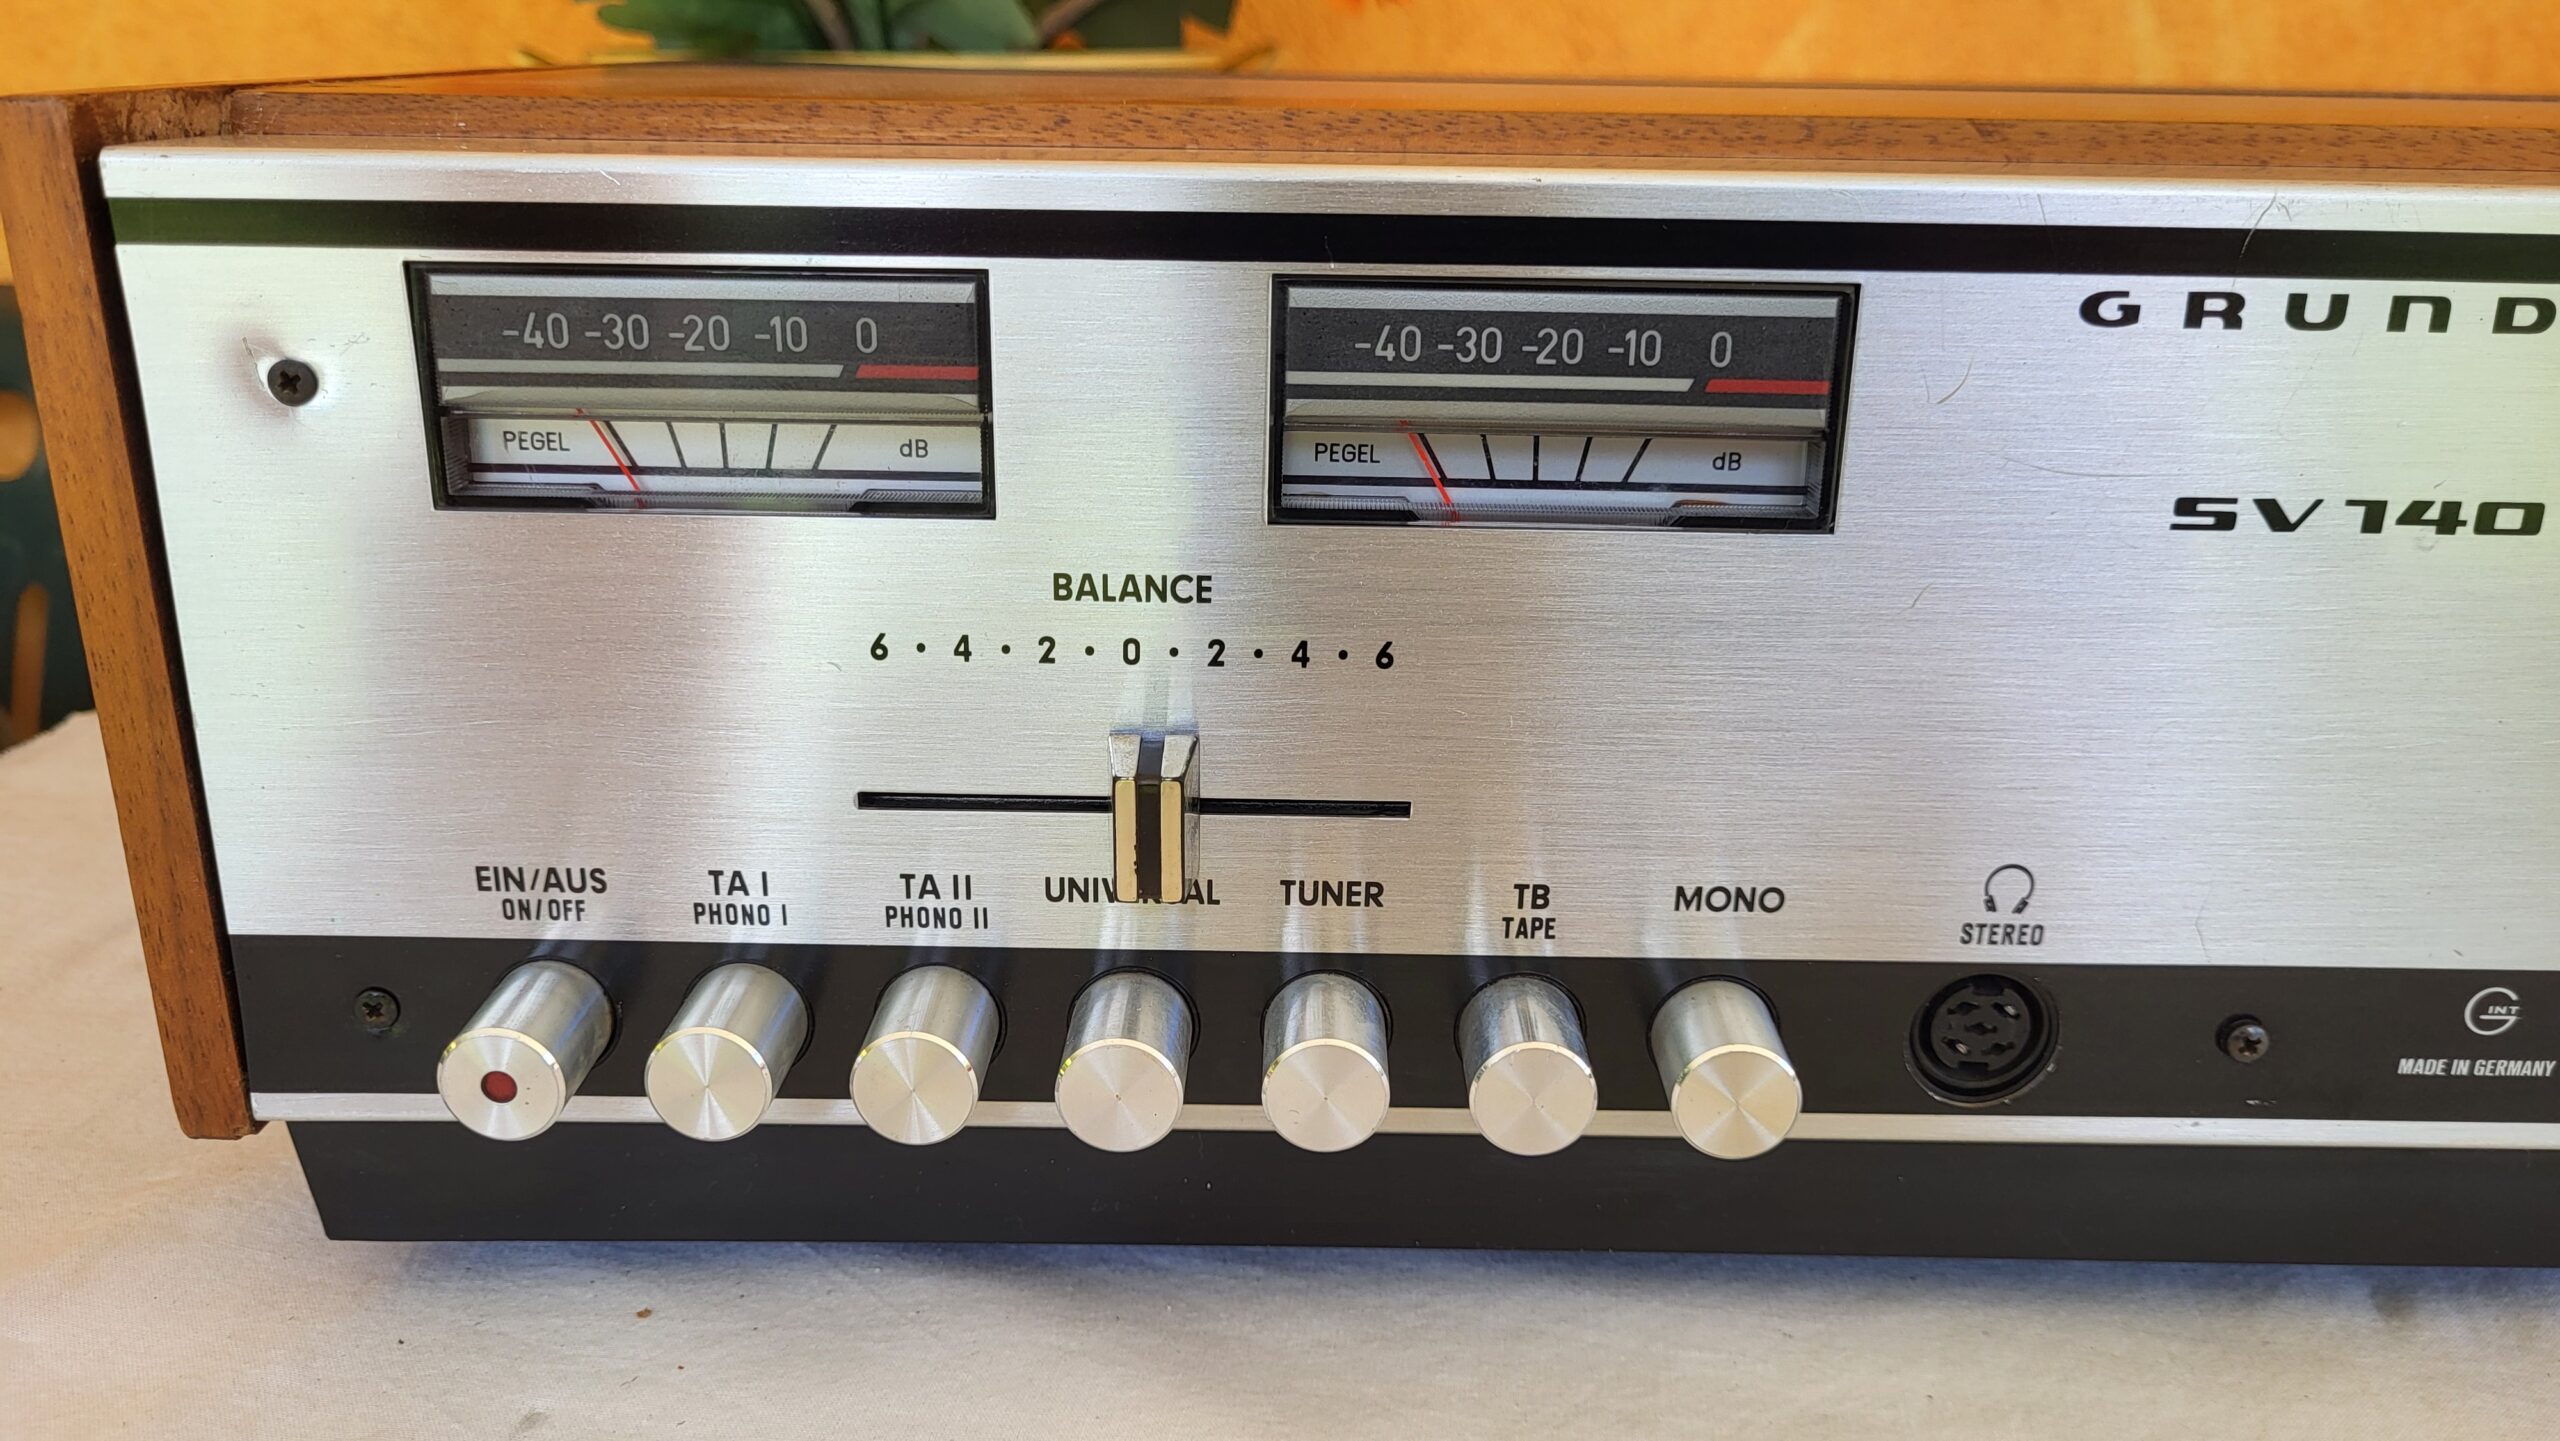 -40 -30 -20 -10 0
PEGEL dB
-40 -30 -20 -10 0
PEGEL dB
GRUND
SV 140
BALANCE
6 • 4 • 2 • 0 • 2 • 4 • 6
EIN/AUS
ON/OFF
TA I
PHONO I
TA II
PHONO II
TUNER
TB
TAPE
MONO
STEREO
INT
MADE IN GERMANY